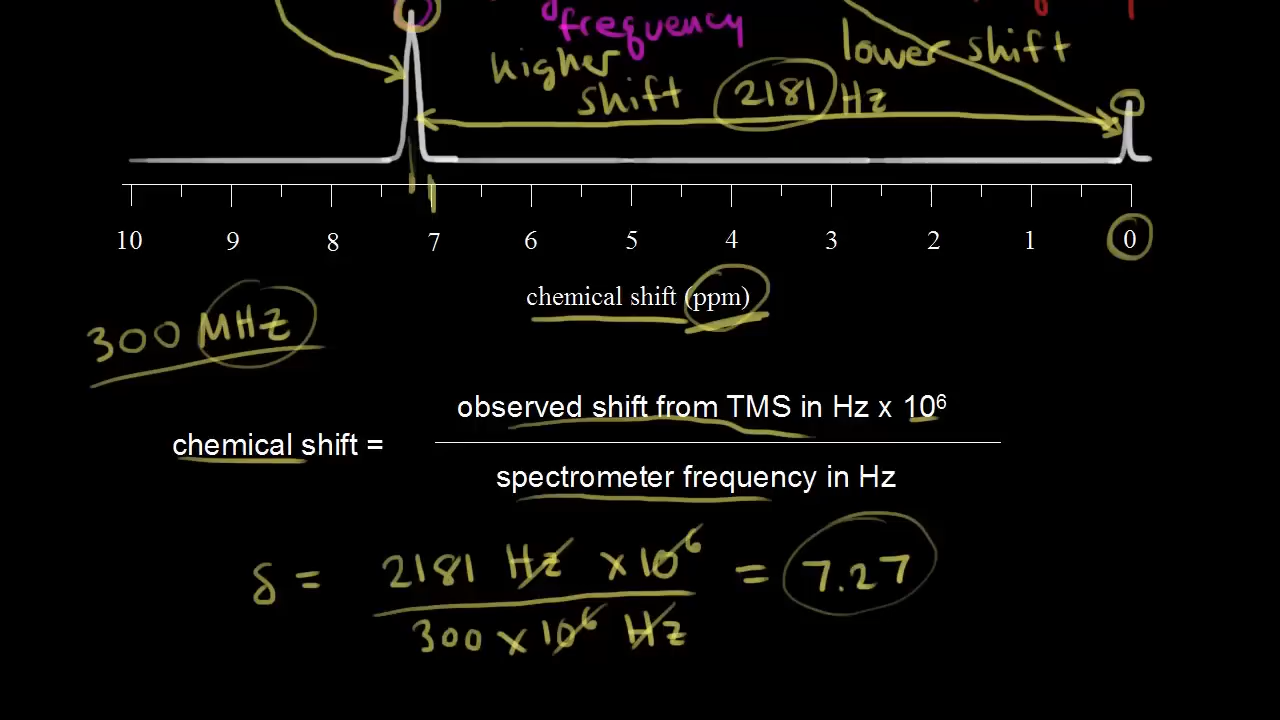 frequency
higher
shift 2181 Hz
lower shift
10 9 8 7 6 5 4 3 2 1 0
chemical shift (ppm)
300 MHz
observed shift from TMS in Hz x 10⁶
chemical shift =
spectrometer frequency in Hz
δ = 2181 Hz x 10⁶ = 7.27
300 x 10⁶ Hz